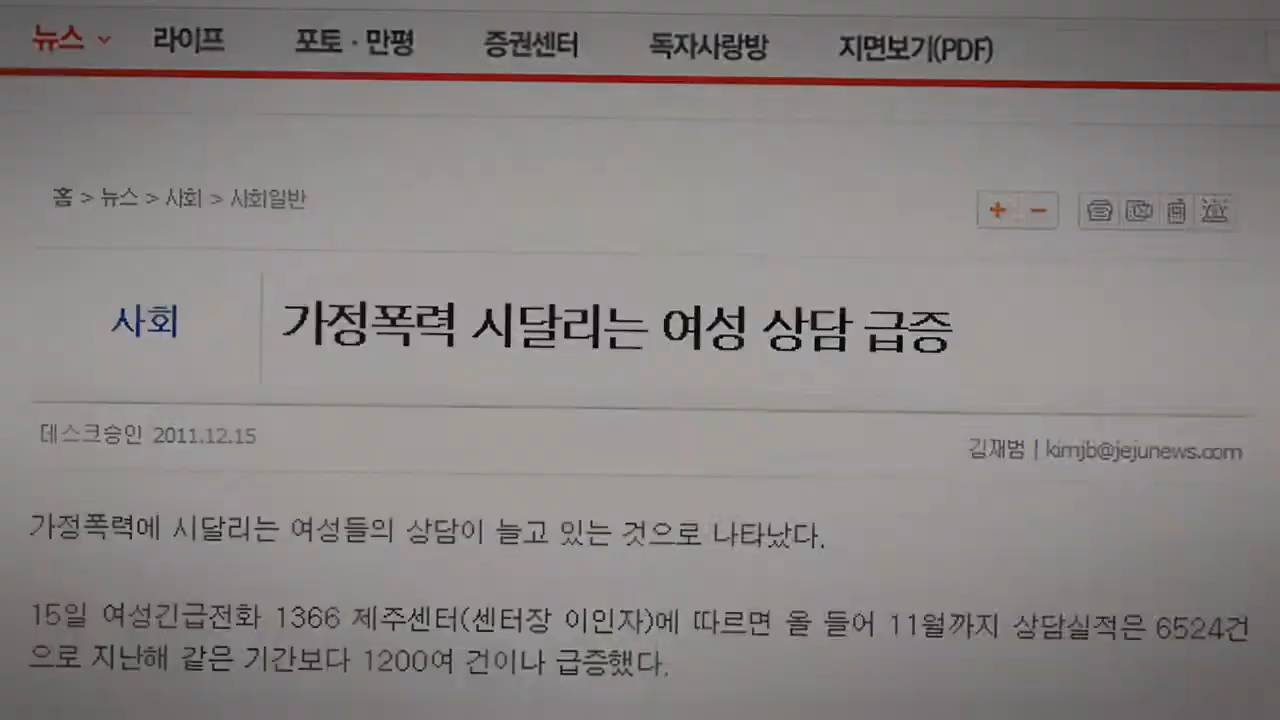 뉴스 라이프 포토·만평 증권센터 독자사랑방 지면보기(PDF)
홈 > 뉴스 > 사회 > 사회일반
사회 가정폭력 시달리는 여성 상담 급증
데스크승인 2011.12.15 김재범 | kimjb@jejunews.com
가정폭력에 시달리는 여성들의 상담이 늘고 있는 것으로 나타났다.
15일 여성긴급전화 1366 제주센터(센터장 이인자)에 따르면 올 들어 11월까지 상담실적은 6524건
으로 지난해 같은 기간보다 1200여 건이나 급증했다.